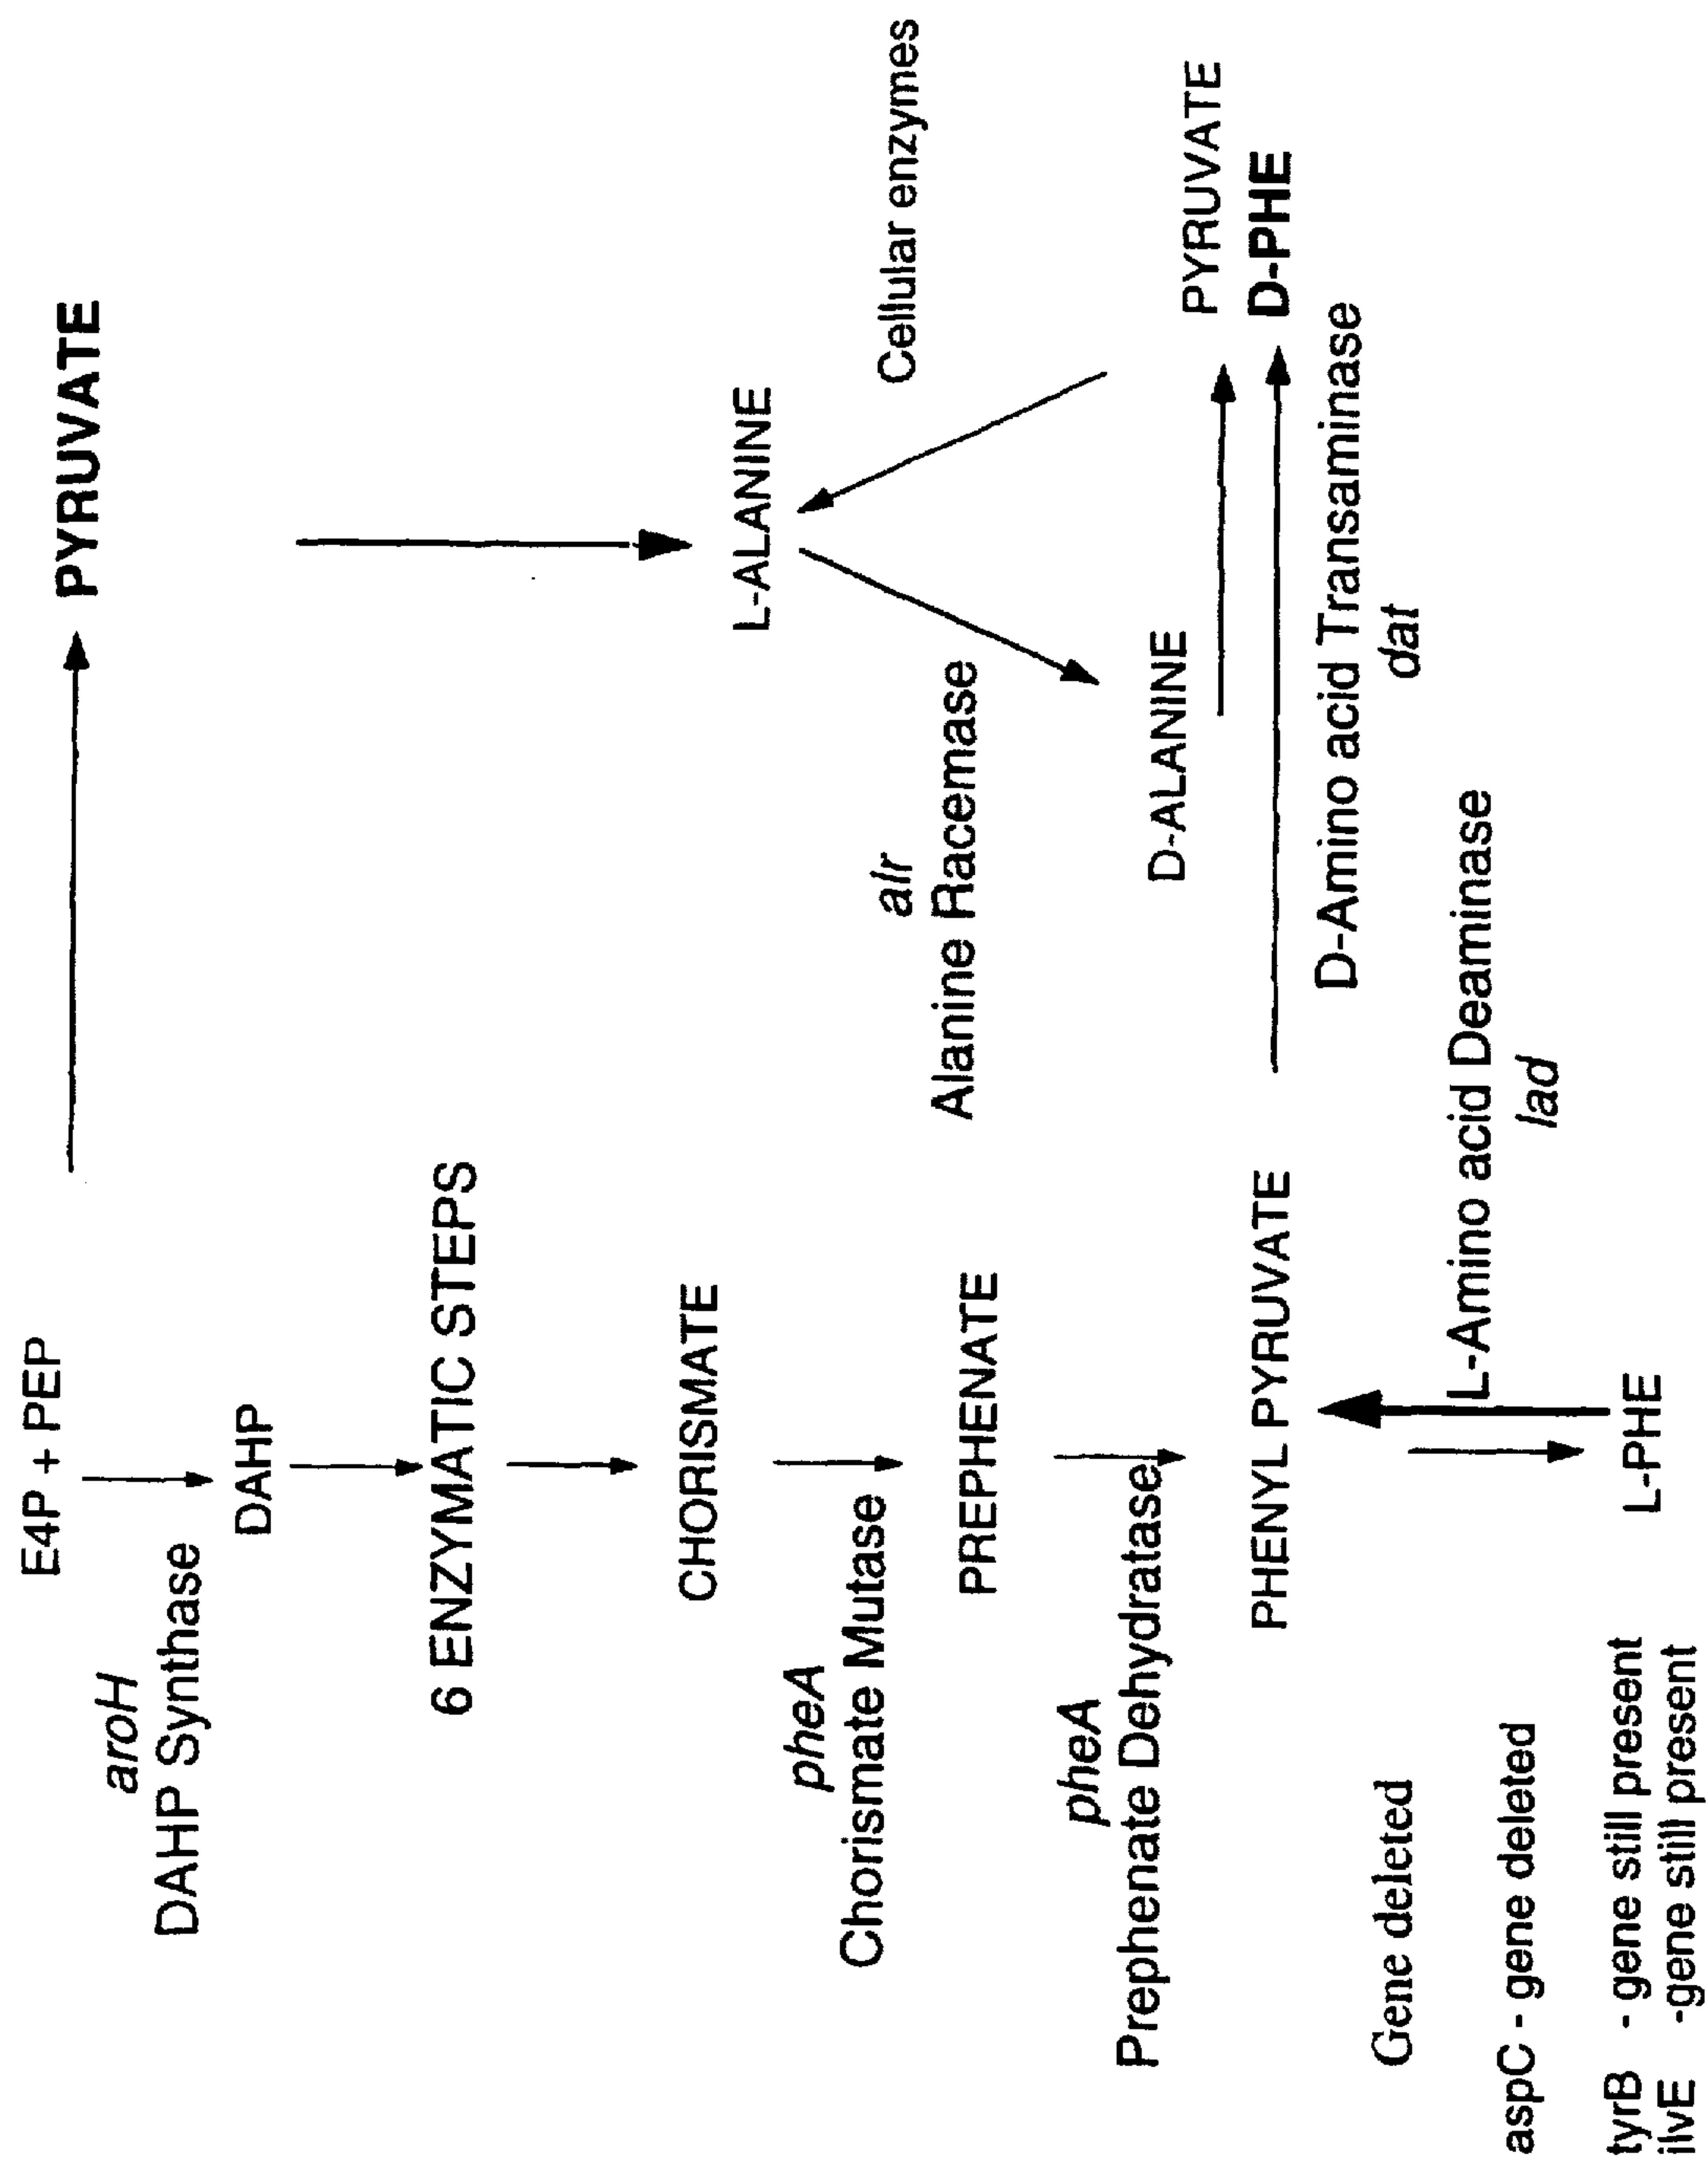 E4P + PEP
PYRUVATE
aroH
DAHP Synthase
DAHP
6 ENZYMATIC STEPS
CHORISMATE
L-ALANINE
pheA
Chorismate Mutase
alr
Alanine Racemase
Cellular enzymes
PREPHENATE
pheA
Prephenate Dehydratase
D-ALANINE
PYRUVATE
PHENYL PYRUVATE
D-PHE
D-Amino acid Transaminase
dat
Gene deleted
L-Amino acid Deaminase
lad
aspC - gene deleted
tyrB - gene still present
L-PHE
ilvE -gene still present